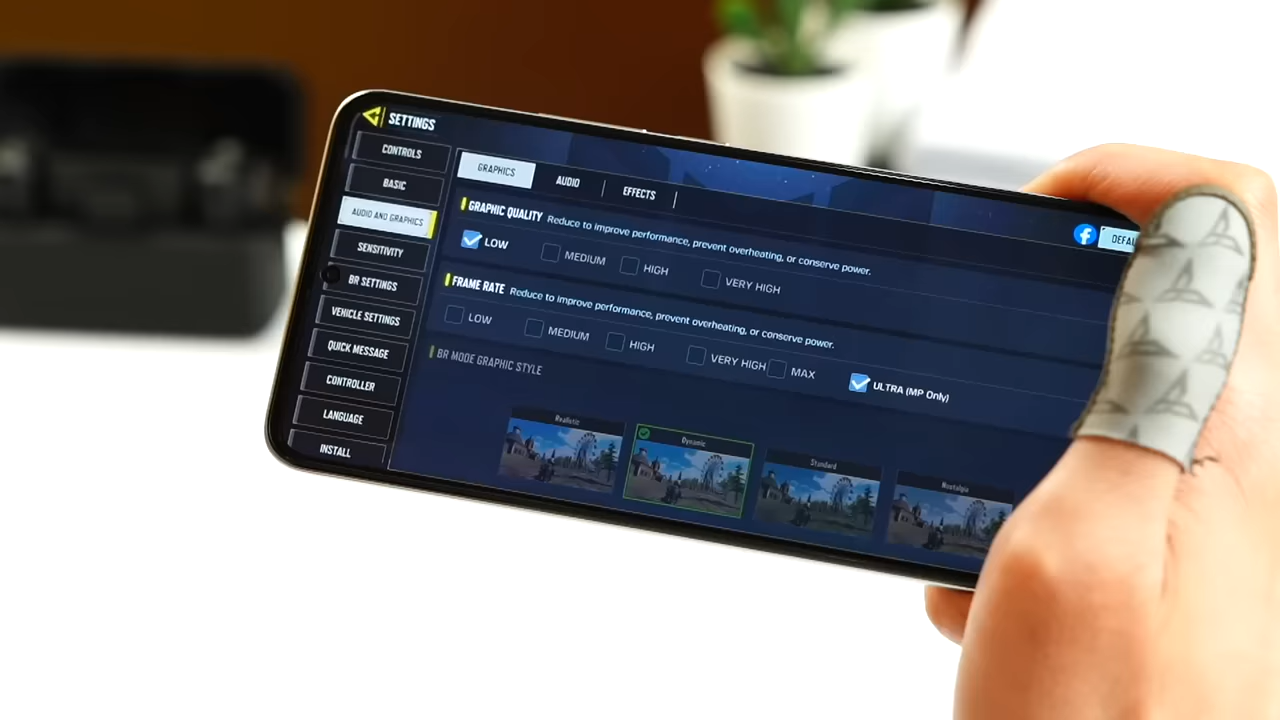 SETTINGS
CONTROLS
BASIC
AUDIO AND GRAPHICS
SENSITIVITY
BR SETTINGS
VEHICLE SETTINGS
QUICK MESSAGE
CONTROLLER
LANGUAGE
INSTALL
GRAPHICS AUDIO EFFECTS
DEFAU
GRAPHIC QUALITY Reduce to improve performance, prevent overheating, or conserve power.
LOW MEDIUM HIGH VERY HIGH
FRAME RATE Reduce to improve performance, prevent overheating, or conserve power.
LOW MEDIUM HIGH VERY HIGH MAX ULTRA (MP Only)
BR MODE GRAPHIC STYLE
Realistic Dynamic Standard Nostalgic